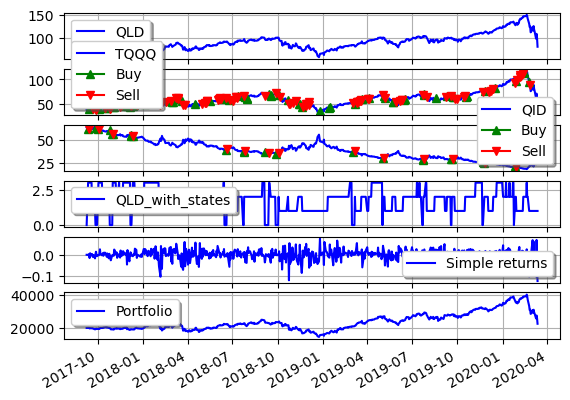 150
100
QLD
TQQQ
Buy
Sell
100
50
QID
Buy
Sell
50
25
2.5
0.0
QLD_with_states
0.0
−0.1
Simple returns
40000
20000
Portfolio
2017-10
2018-01
2018-04
2018-07
2018-10
2019-01
2019-04
2019-07
2019-10
2020-01
2020-04